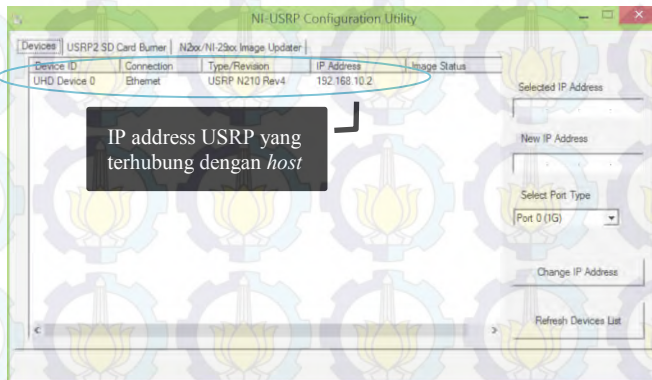 NI-USRP Configuration Utility
Devices USRP2 SD Card Burner N2xx/NI-29xx Image Updater
Device ID Connection Type/Revision IP Address Image Status
UHD Device 0 Ethernet USRP N210 Rev4 192.168.10.2
Selected IP Address
IP address USRP yang
terhubung dengan host
New IP Address
Select Port Type
Port 0 (1G)
Change IP Address
Refresh Devices List